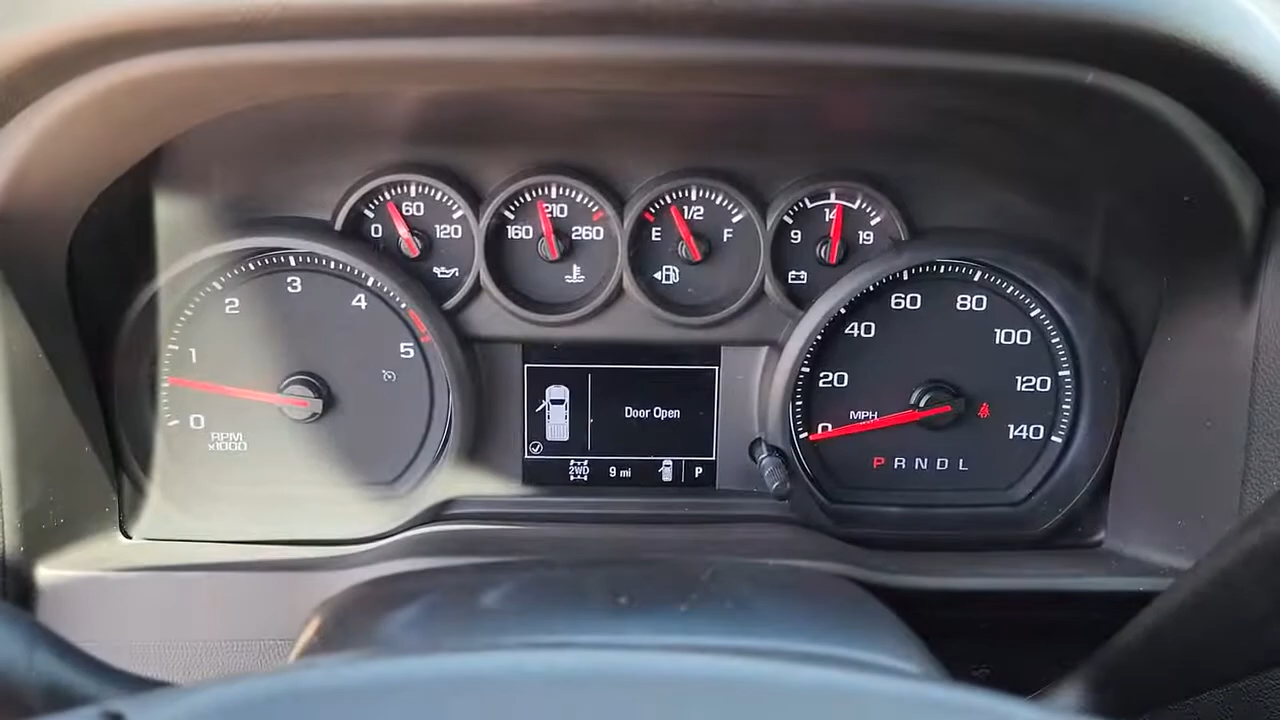 0 60 120
160 210 260
E 1/2 F
9 14 19
0 1 2 3 4 5
RPM
x1000
Door Open
2WD 9 mi P
0 20 40 60 80 100 120 140
MPH
P R N D L